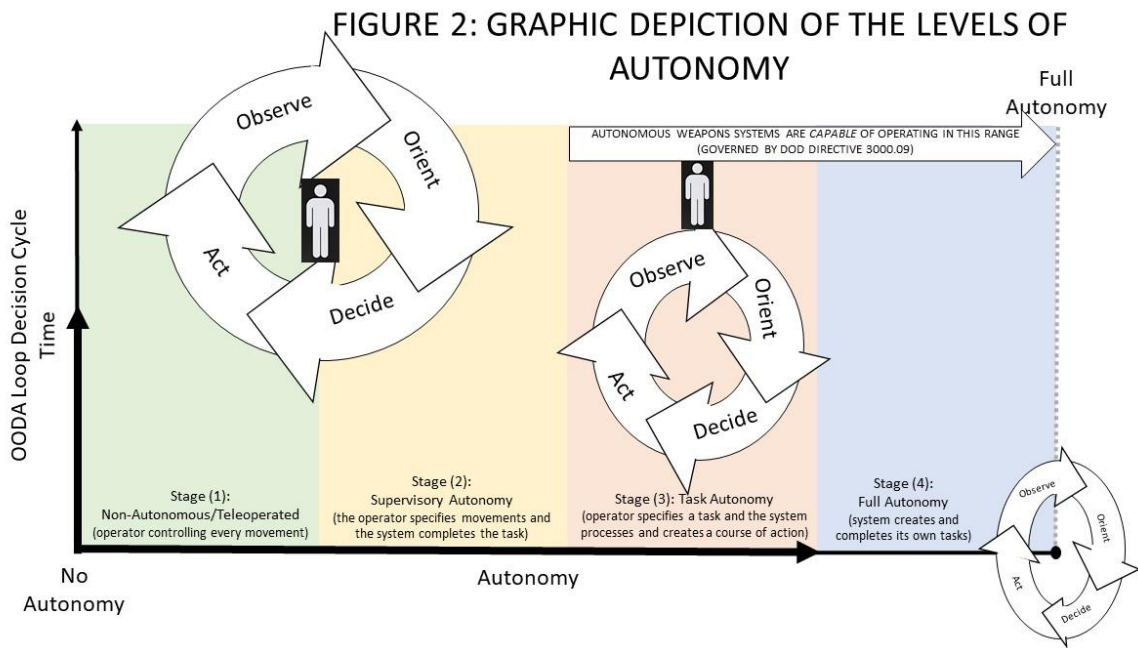 FIGURE 2: GRAPHIC DEPICTION OF THE LEVELS OF
AUTONOMY
Full
Autonomy
AUTONOMOUS WEAPONS SYSTEMS ARE CAPABLE OF OPERATING IN THIS RANGE
(GOVERNED BY DOD DIRECTIVE 3000.09)
Observe
Orient
Decide
Act
Observe
Orient
Decide
Act
OODA Loop Decision Cycle
Time
Stage (1):
Non-Autonomous/Teleoperated
(operator controlling every movement)
Stage (2):
Supervisory Autonomy
(the operator specifies movements and
the system completes the task)
Stage (3): Task Autonomy
(operator specifies a task and the system
processes and creates a course of action)
Stage (4):
Full Autonomy
(system creates and
completes its own tasks)
Observe
Orient
Decide
Act
No
Autonomy
Autonomy